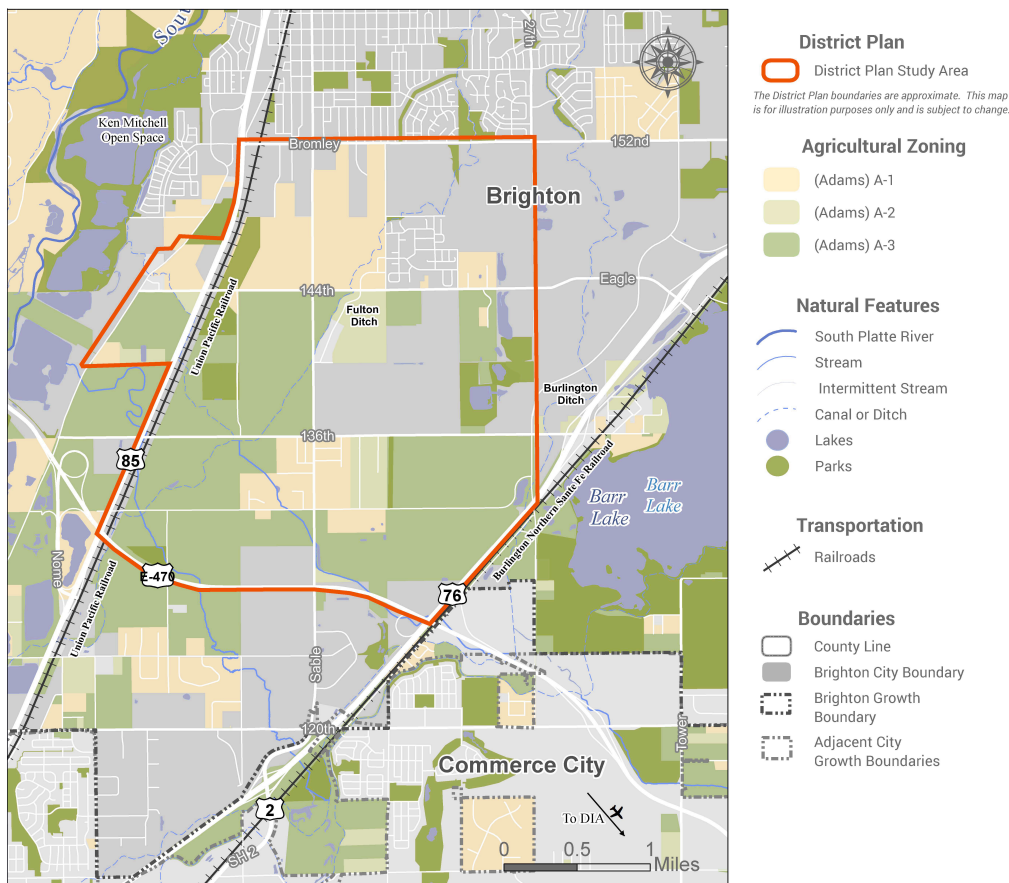 South
27th
Ken Mitchell
Open Space
Bromley
152nd
Brighton
Eagle
144th
Union Pacific Railroad
Fulton
Ditch
Burlington
Ditch
136th
85
Burlington Northern Sante Fe Railroad
Barr
Lake
Barr
Lake
Nome
E-470
76
Union Pacific Railroad
Sable
120th
Tower
Commerce City
2
SH 2
To DIA
0 0.5 1
Miles
District Plan
District Plan Study Area
The District Plan boundaries are approximate. This map
is for illustration purposes only and is subject to change.
Agricultural Zoning
(Adams) A-1
(Adams) A-2
(Adams) A-3
Natural Features
South Platte River
Stream
Intermittent Stream
Canal or Ditch
Lakes
Parks
Transportation
Railroads
Boundaries
County Line
Brighton City Boundary
Brighton Growth
Boundary
Adjacent City
Growth Boundaries